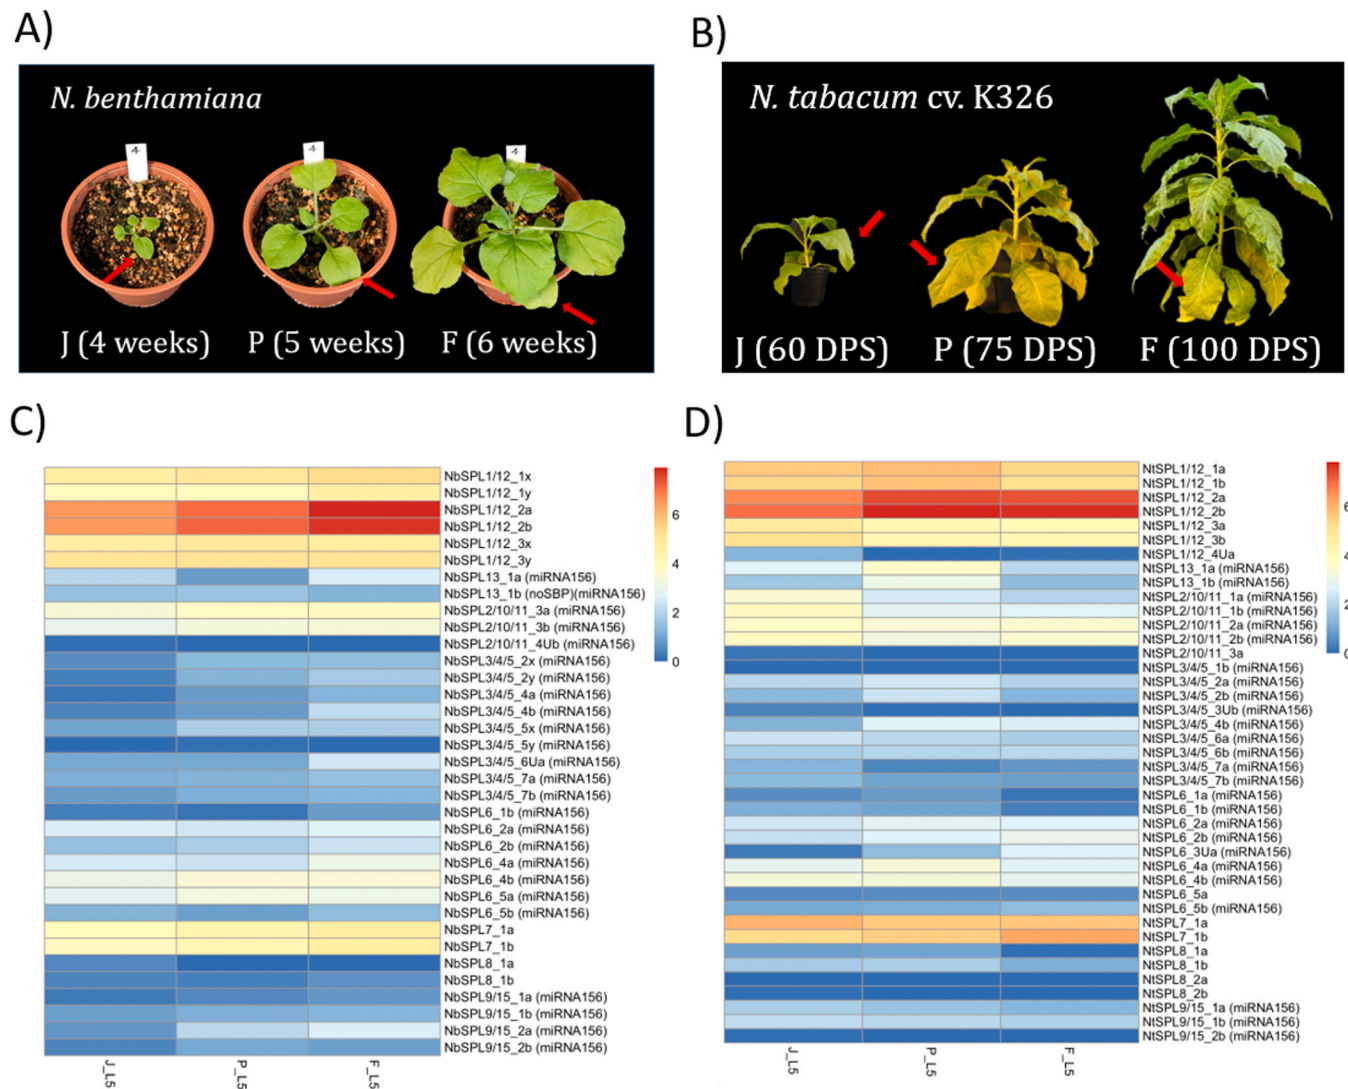 A)
N. benthamiana
4
4
4
J (4 weeks)
P (5 weeks)
F (6 weeks)
B)
N. tabacum cv. K326
J (60 DPS)
P (75 DPS)
F (100 DPS)
C)
NbSPL1/12_1x
NbSPL1/12_1y
NbSPL1/12_2a
NbSPL1/12_2b
NbSPL1/12_3x
NbSPL1/12_3y
NbSPL13_1a (miRNA156)
NbSPL13_1b (noSBP)(miRNA156)
NbSPL2/10/11_3a (miRNA156)
NbSPL2/10/11_3b (miRNA156)
NbSPL2/10/11_4Ub (miRNA156)
NbSPL3/4/5_2x (miRNA156)
NbSPL3/4/5_2y (miRNA156)
NbSPL3/4/5_4a (miRNA156)
NbSPL3/4/5_4b (miRNA156)
NbSPL3/4/5_5x (miRNA156)
NbSPL3/4/5_5y (miRNA156)
NbSPL3/4/5_6Ua (miRNA156)
NbSPL3/4/5_7a (miRNA156)
NbSPL3/4/5_7b (miRNA156)
NbSPL6_1b (miRNA156)
NbSPL6_2a (miRNA156)
NbSPL6_2b (miRNA156)
NbSPL6_4a (miRNA156)
NbSPL6_4b (miRNA156)
NbSPL6_5a (miRNA156)
NbSPL6_5b (miRNA156)
NbSPL7_1a
NbSPL7_1b
NbSPL8_1a
NbSPL8_1b
NbSPL9/15_1a (miRNA156)
NbSPL9/15_1b (miRNA156)
NbSPL9/15_2a (miRNA156)
NbSPL9/15_2b (miRNA156)
J_L5
P_L5
F_L5
6
4
2
0
D)
NtSPL1/12_1a
NtSPL1/12_1b
NtSPL1/12_2a
NtSPL1/12_2b
NtSPL1/12_3a
NtSPL1/12_3b
NtSPL1/12_4Ua
NtSPL13_1a (miRNA156)
NtSPL13_1b (miRNA156)
NtSPL2/10/11_1a (miRNA156)
NtSPL2/10/11_1b (miRNA156)
NtSPL2/10/11_2a (miRNA156)
NtSPL2/10/11_2b (miRNA156)
NtSPL2/10/11_3a
NtSPL3/4/5_1b (miRNA156)
NtSPL3/4/5_2a (miRNA156)
NtSPL3/4/5_2b (miRNA156)
NtSPL3/4/5_3Ub (miRNA156)
NtSPL3/4/5_4b (miRNA156)
NtSPL3/4/5_6a (miRNA156)
NtSPL3/4/5_6b (miRNA156)
NtSPL3/4/5_7a (miRNA156)
NtSPL3/4/5_7b (miRNA156)
NtSPL6_1a (miRNA156)
NtSPL6_1b (miRNA156)
NtSPL6_2a (miRNA156)
NtSPL6_2b (miRNA156)
NtSPL6_3Ua (miRNA156)
NtSPL6_4a (miRNA156)
NtSPL6_4b (miRNA156)
NtSPL6_5a
NtSPL6_5b (miRNA156)
NtSPL7_1a
NtSPL7_1b
NtSPL8_1a
NtSPL8_1b
NtSPL8_2a
NtSPL8_2b
NtSPL9/15_1a (miRNA156)
NtSPL9/15_1b (miRNA156)
NtSPL9/15_2b (miRNA156)
J_L5
P_L5
F_L5
6
4
2
0